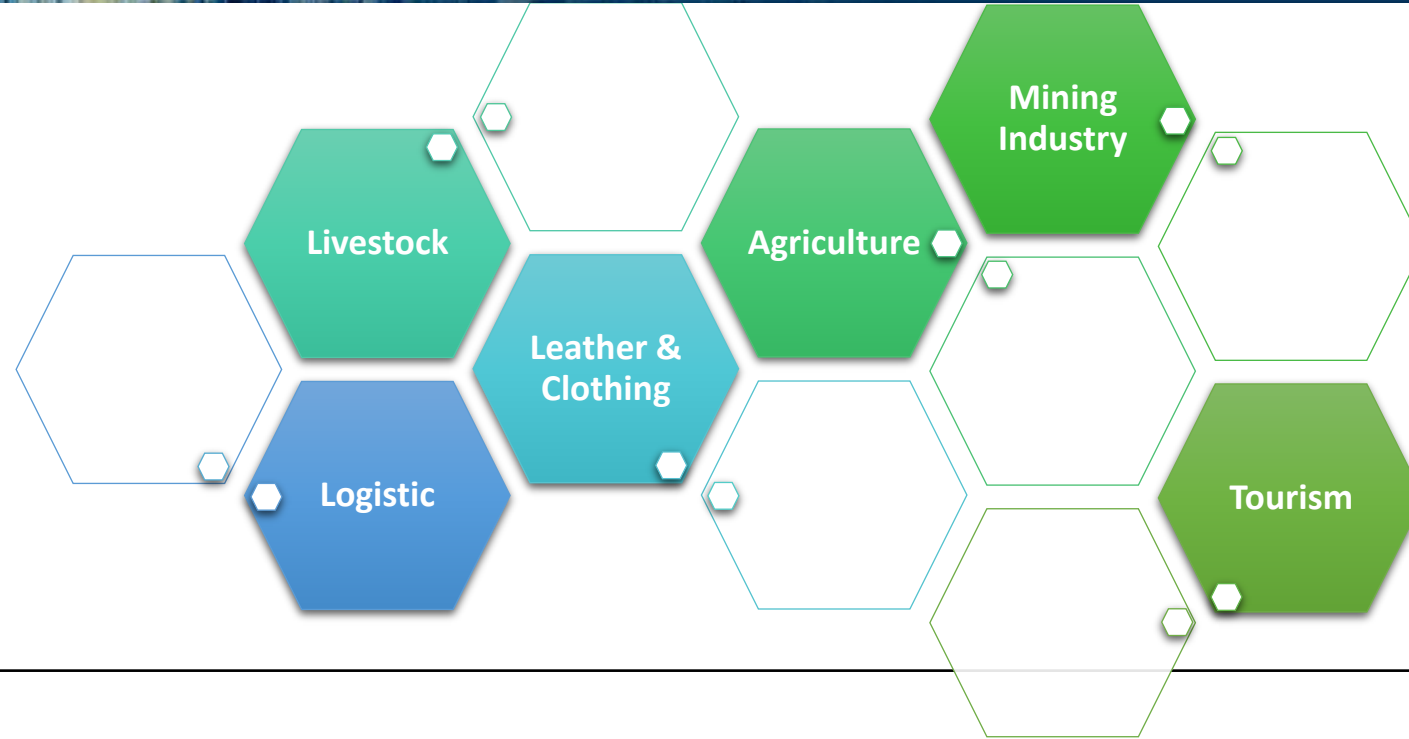 Mining
Industry
Livestock
Agriculture
Leather &
Clothing
Logistic
Tourism